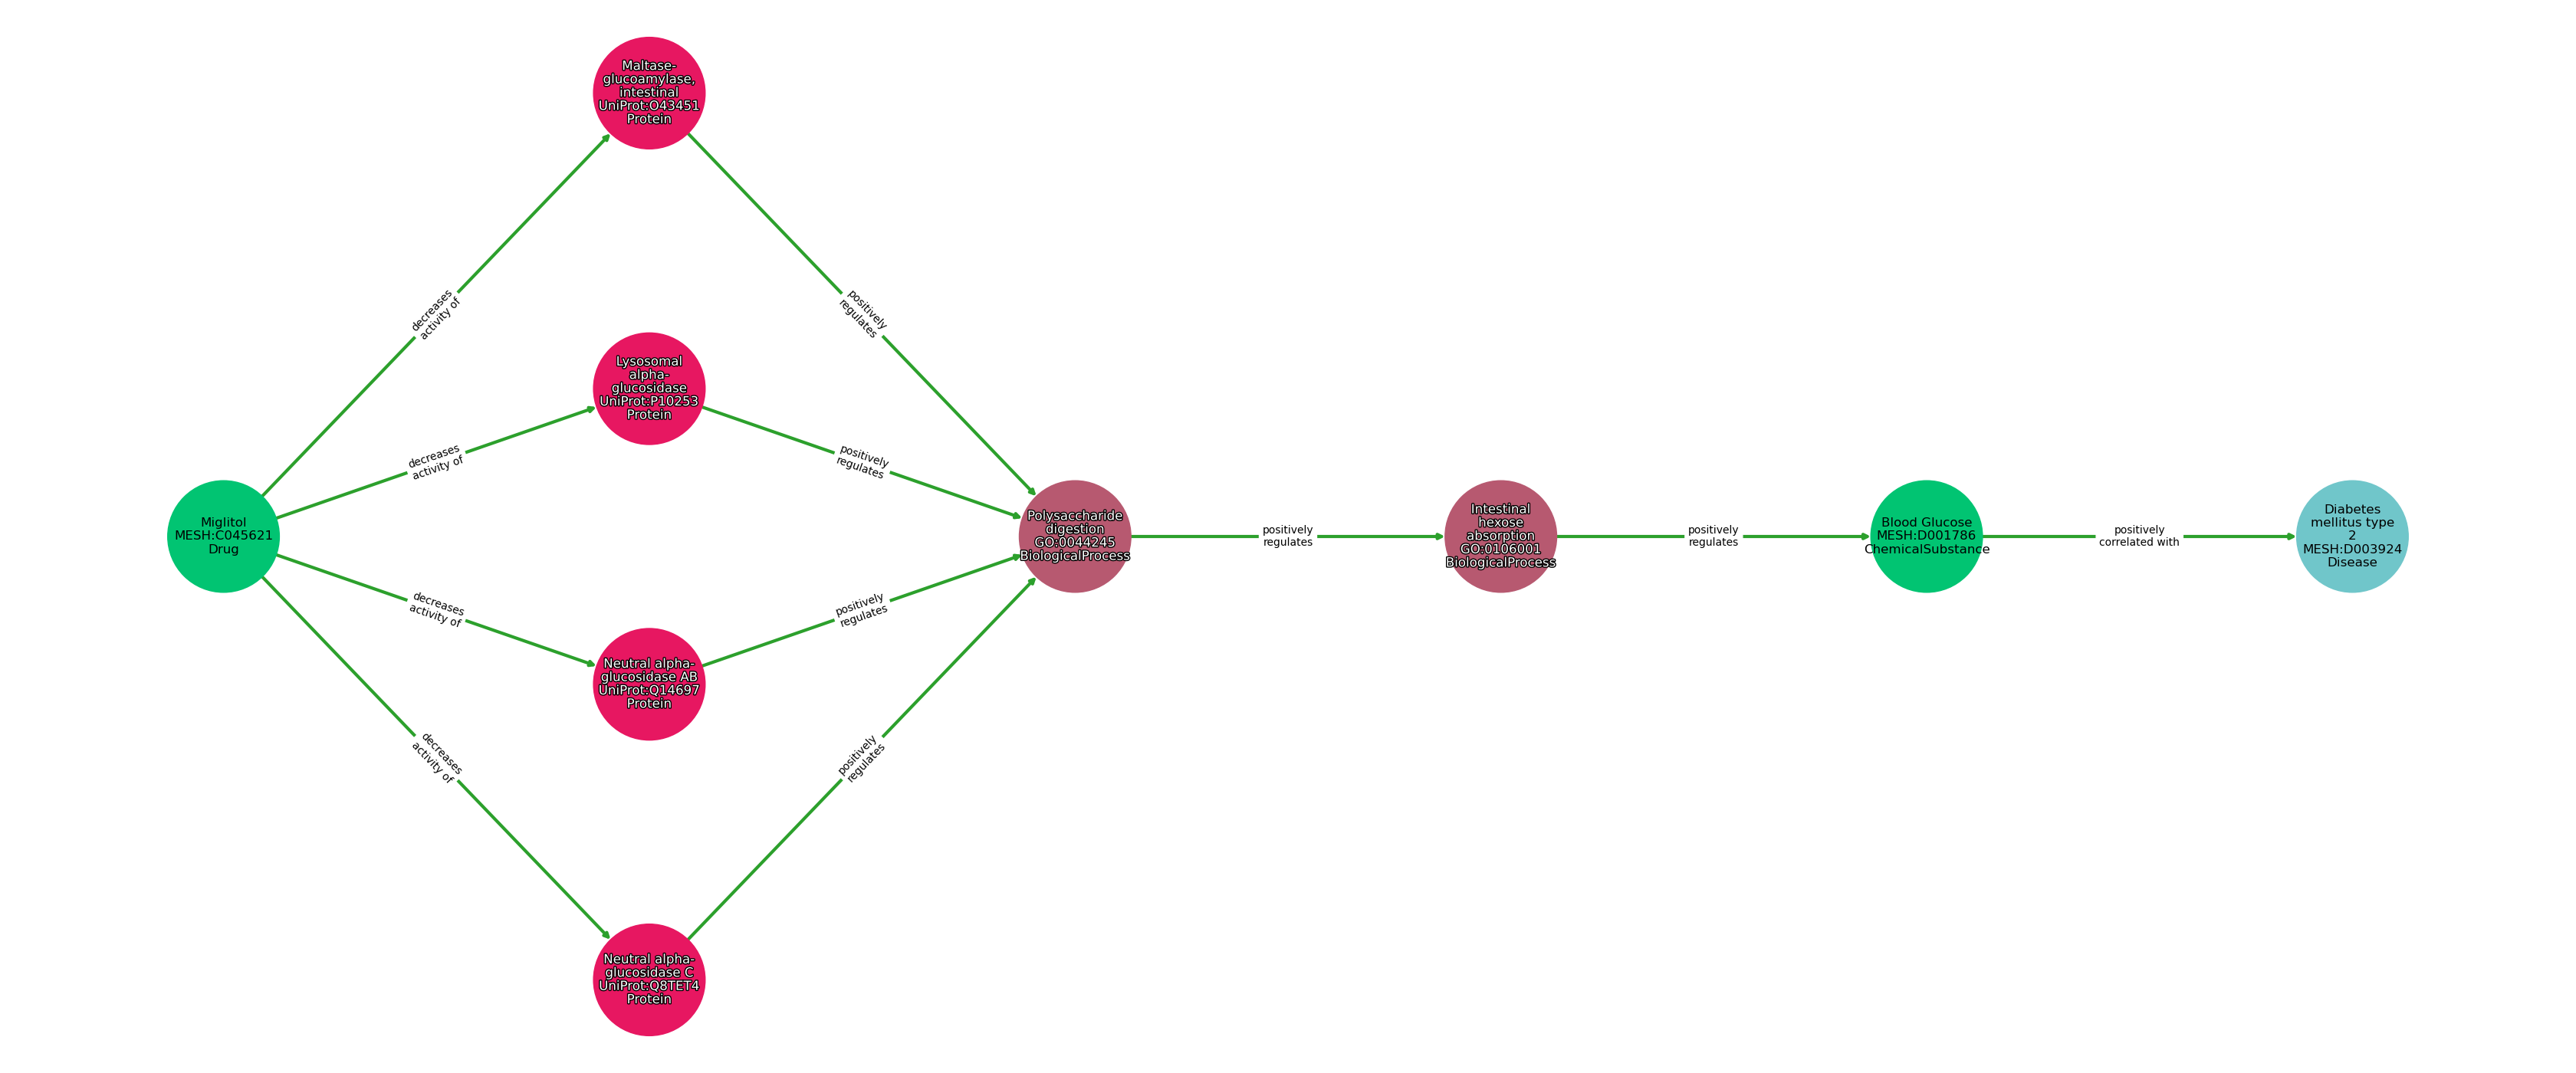 Maltase-
glucoamylase,
intestinal
UniProt:O43451
Protein
decreases
activity of
positively
regulates
Lysosomal
alpha-
glucosidase
UniProt:P10253
Protein
decreases
activity of
positively
regulates
Miglitol
MESH:C045621
Drug
Polysaccharide
digestion
GO:0044245
BiologicalProcess
positively
regulates
Intestinal
hexose
absorption
GO:0106001
BiologicalProcess
positively
regulates
Blood Glucose
MESH:D001786
ChemicalSubstance
positively
correlated with
Diabetes
mellitus type
2
MESH:D003924
Disease
decreases
activity of
positively
regulates
Neutral alpha-
glucosidase AB
UniProt:Q14697
Protein
decreases
activity of
positively
regulates
Neutral alpha-
glucosidase C
UniProt:Q8TET4
Protein